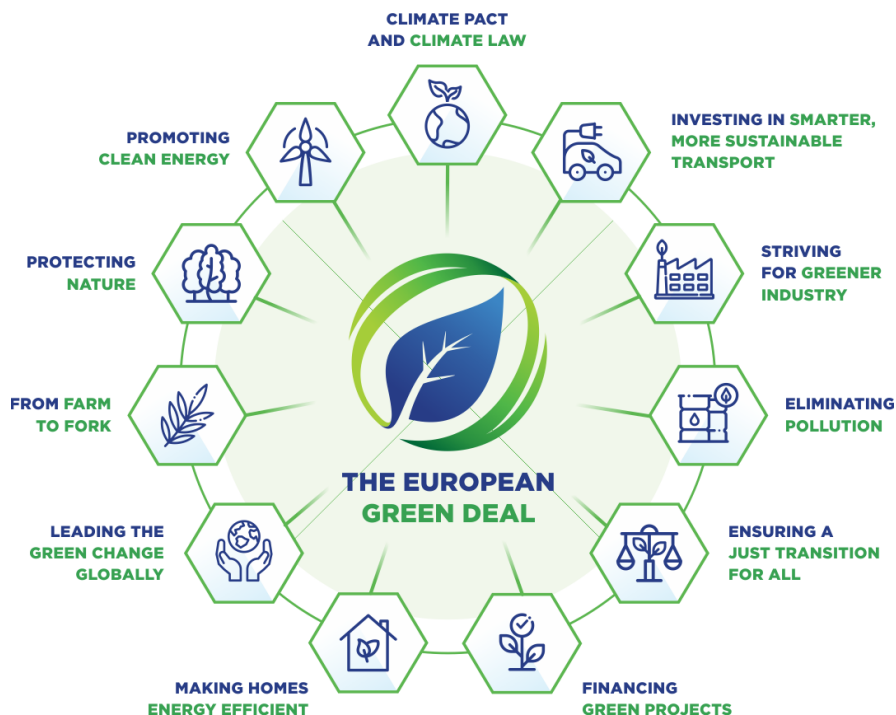 CLIMATE PACT
AND CLIMATE LAW
INVESTING IN SMARTER,
MORE SUSTAINABLE
TRANSPORT
STRIVING
FOR GREENER
INDUSTRY
ELIMINATING
POLLUTION
ENSURING A
JUST TRANSITION
FOR ALL
FINANCING
GREEN PROJECTS
MAKING HOMES
ENERGY EFFICIENT
LEADING THE
GREEN CHANGE
GLOBALLY
FROM FARM
TO FORK
PROTECTING
NATURE
PROMOTING
CLEAN ENERGY
THE EUROPEAN
GREEN DEAL